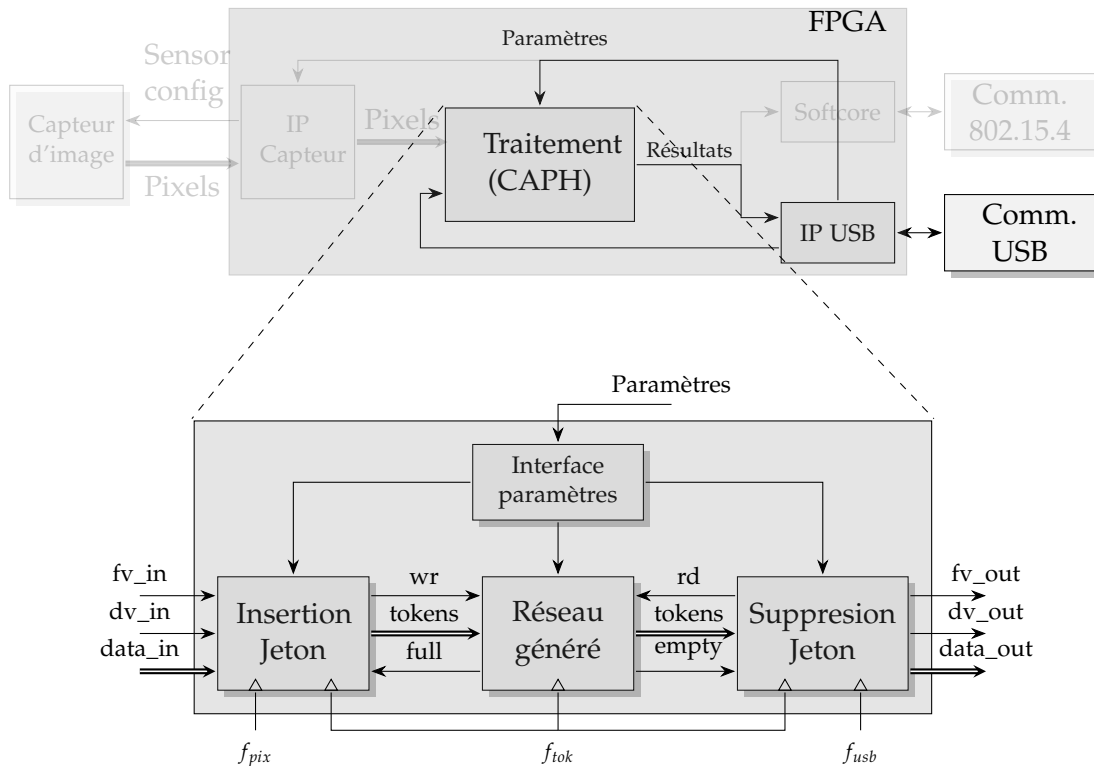 FPGA
Paramètres
Sensor
config
Capteur
d'image
IP
Capteur
Pixels
Pixels
Traitement
(CAPH)
Résultats
Softcore
Comm.
802.15.4
IP USB
Comm.
USB
Paramètres
Interface
paramètres
fv_in
dv_in
data_in
Insertion
Jeton
wr
tokens
full
Réseau
généré
rd
tokens
empty
Suppresion
Jeton
fv_out
dv_out
data_out
f_pix
f_tok
f_usb